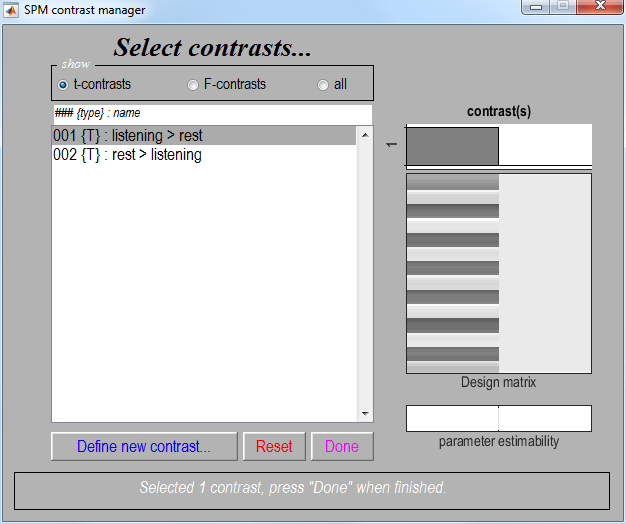 SPM contrast manager
Select contrasts...
show
t-contrasts
F-contrasts
all
### {type} : name
001 {T} : listening > rest
002 {T} : rest > listening
contrast(s)
1
Design matrix
parameter estimability
Define new contrast...
Reset
Done
Selected 1 contrast, press "Done" when finished.